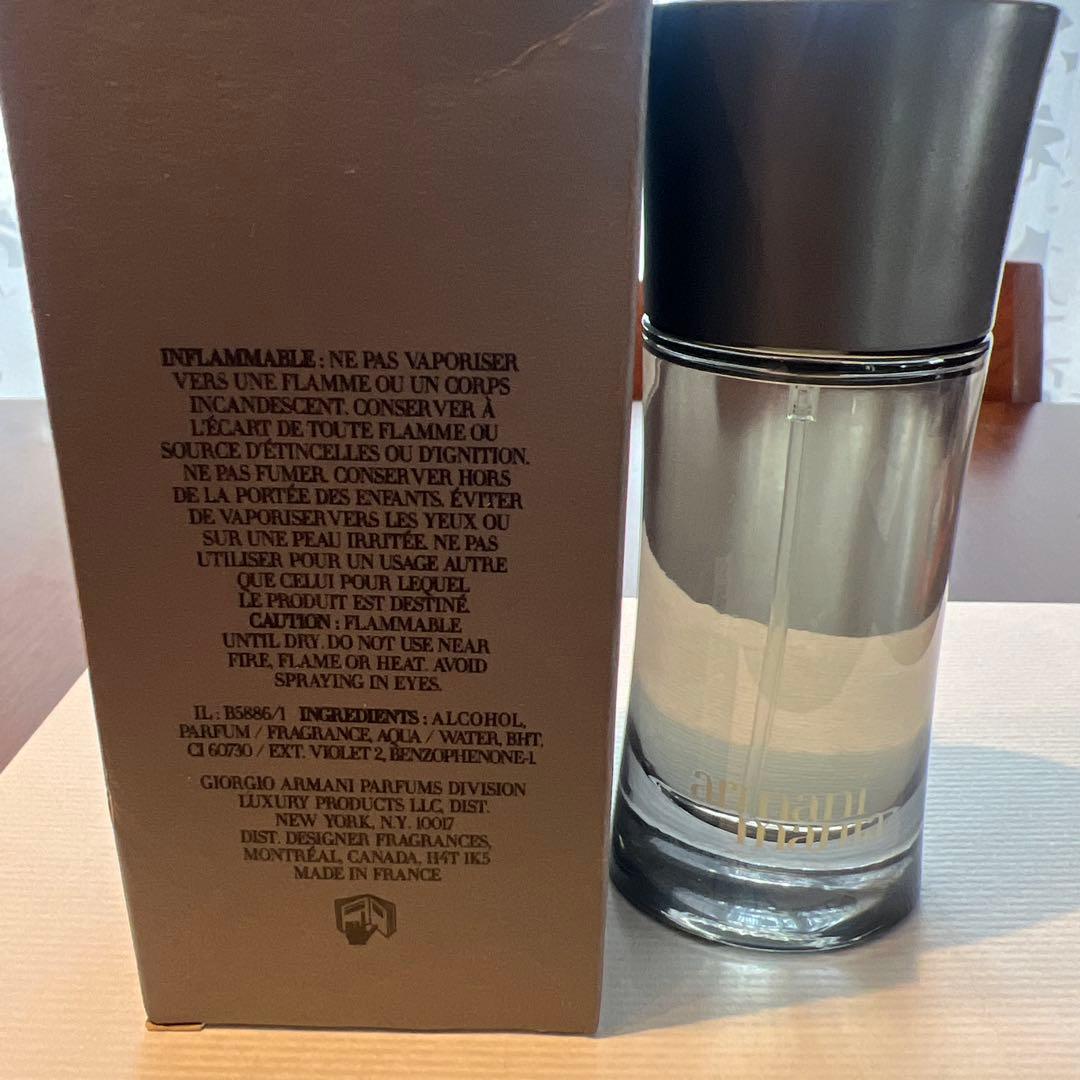 INFLAMMABLE : NE PAS VAPORISER
VERS UNE FLAMME OU UN CORPS
INCANDESCENT. CONSERVER À
L'ÉCART DE TOUTE FLAMME OU
SOURCE D'ÉTINCELLES OU D'IGNITION.
NE PAS FUMER. CONSERVER HORS
DE LA PORTÉE DES ENFANTS. ÉVITER
DE VAPORISER VERS LES YEUX OU
SUR UNE PEAU IRRITÉE. NE PAS
UTILISER POUR UN USAGE AUTRE
QUE CELUI POUR LEQUEL
LE PRODUIT EST DESTINÉ.
CAUTION : FLAMMABLE
UNTIL DRY. DO NOT USE NEAR
FIRE, FLAME OR HEAT. AVOID
SPRAYING IN EYES.
IL : B5886/1 INGREDIENTS : ALCOHOL,
PARFUM / FRAGRANCE, AQUA / WATER, BHT,
CI 60730 / EXT. VIOLET 2, BENZOPHENONE-1.
GIORGIO ARMANI PARFUMS DIVISION
LUXURY PRODUCTS LLC, DIST.
NEW YORK, N.Y. 10017
DIST. DESIGNER FRAGRANCES,
MONTRÉAL, CANADA, H4T 1K5
MADE IN FRANCE
armani
mania